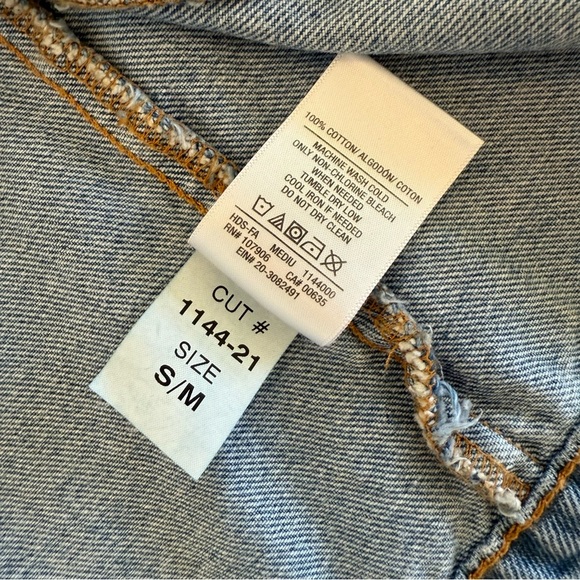 100% COTTON/ALGODÓN/COTON
MACHINE WASH COLD
ONLY NON-CHLORINE BLEACH
WHEN NEEDED
TUMBLE DRY LOW
COOL IRON IF NEEDED
DO NOT DRY CLEAN
HDS-FA MEDIU 1144000
RN# 107906 CA# 00635
EIN# 20-3082491
CUT #
1144-21
SIZE
S/M